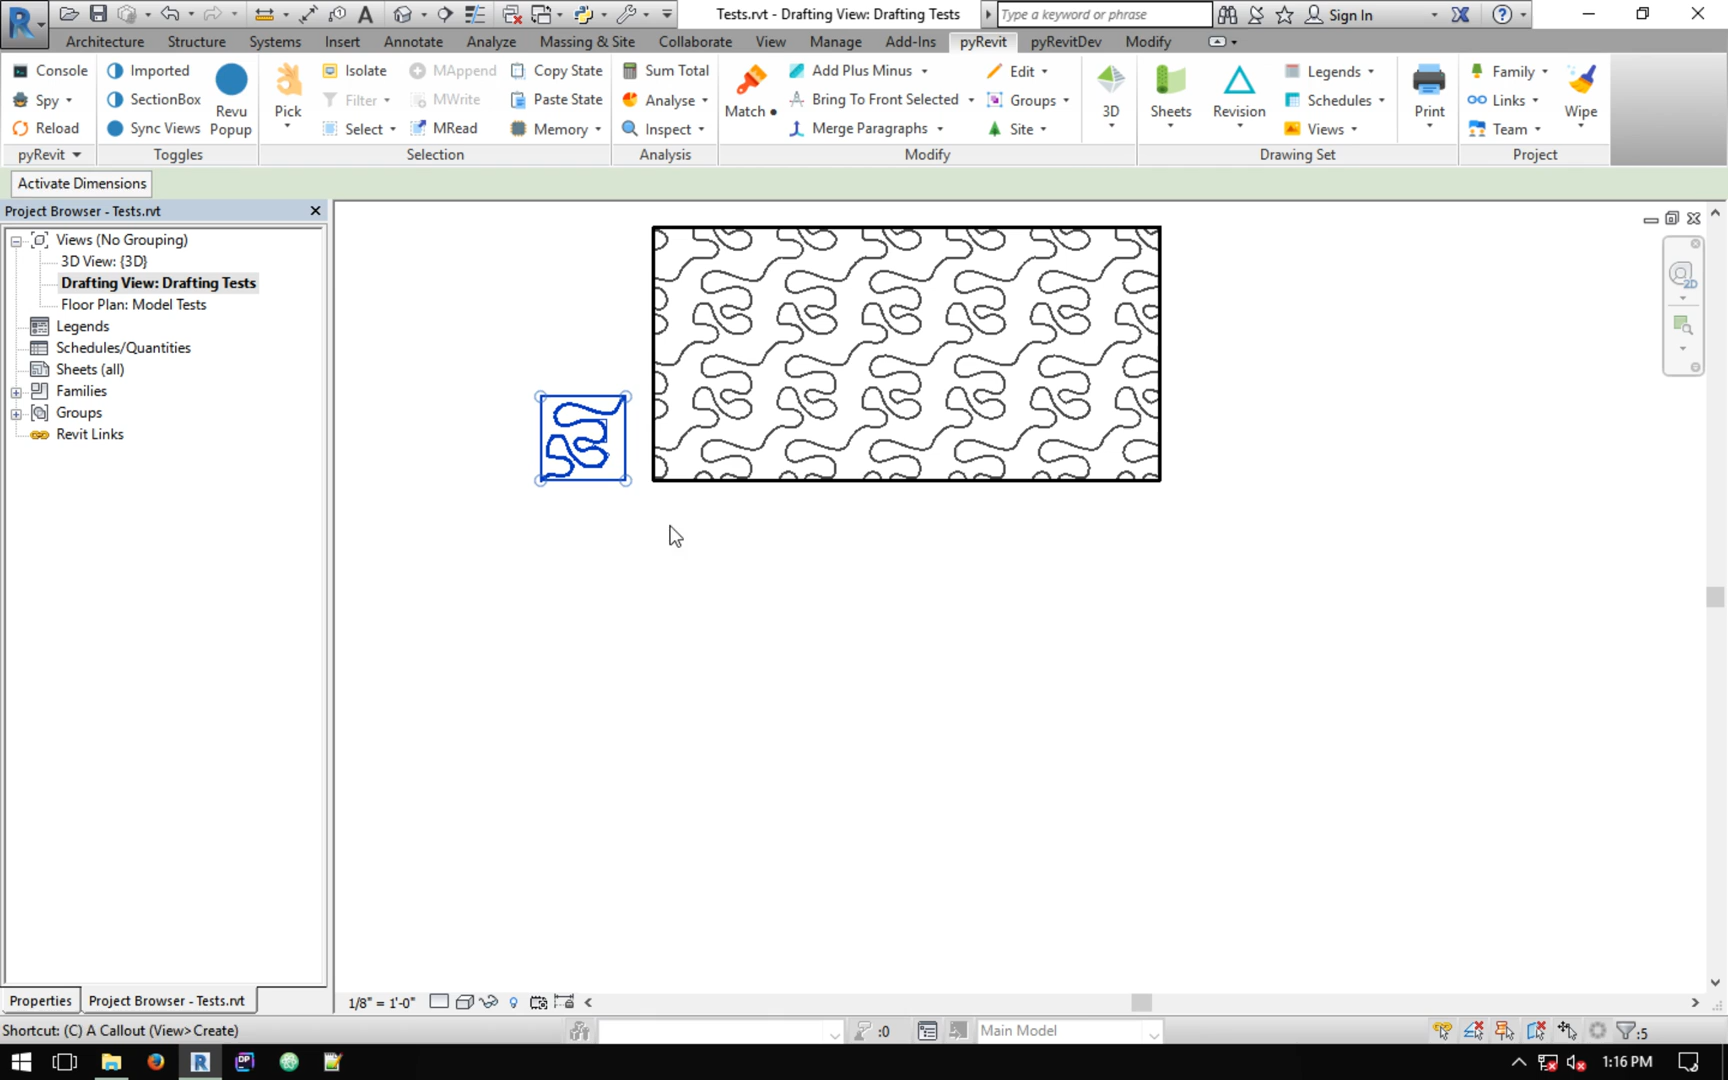 Tests.rvt - Drafting View: Drafting Tests
Type a keyword or phrase
Sign In
Architecture Structure Systems Insert Annotate Analyze Massing & Site Collaborate View Manage Add-Ins pyRevit pyRevitDev Modify
Console Imported Isolate MAppend Copy State Sum Total Add Plus Minus Edit Legends Family
Spy SectionBox Revu Pick Filter MWrite Paste State Analyse Match Bring To Front Selected Groups 3D Sheets Revision Schedules Print Links Wipe
Reload Sync Views Popup Select MRead Memory Inspect Merge Paragraphs Site Views Team
pyRevit Toggles Selection Analysis Modify Drawing Set Project
Activate Dimensions
Project Browser - Tests.rvt
Views (No Grouping)
3D View: {3D}
Drafting View: Drafting Tests
Floor Plan: Model Tests
Legends
Schedules/Quantities
Sheets (all)
Families
Groups
Revit Links
2D
Properties Project Browser - Tests.rvt
1/8" = 1'-0"
Shortcut: (C) A Callout (View>Create)
:0
Main Model
:5
1:16 PM